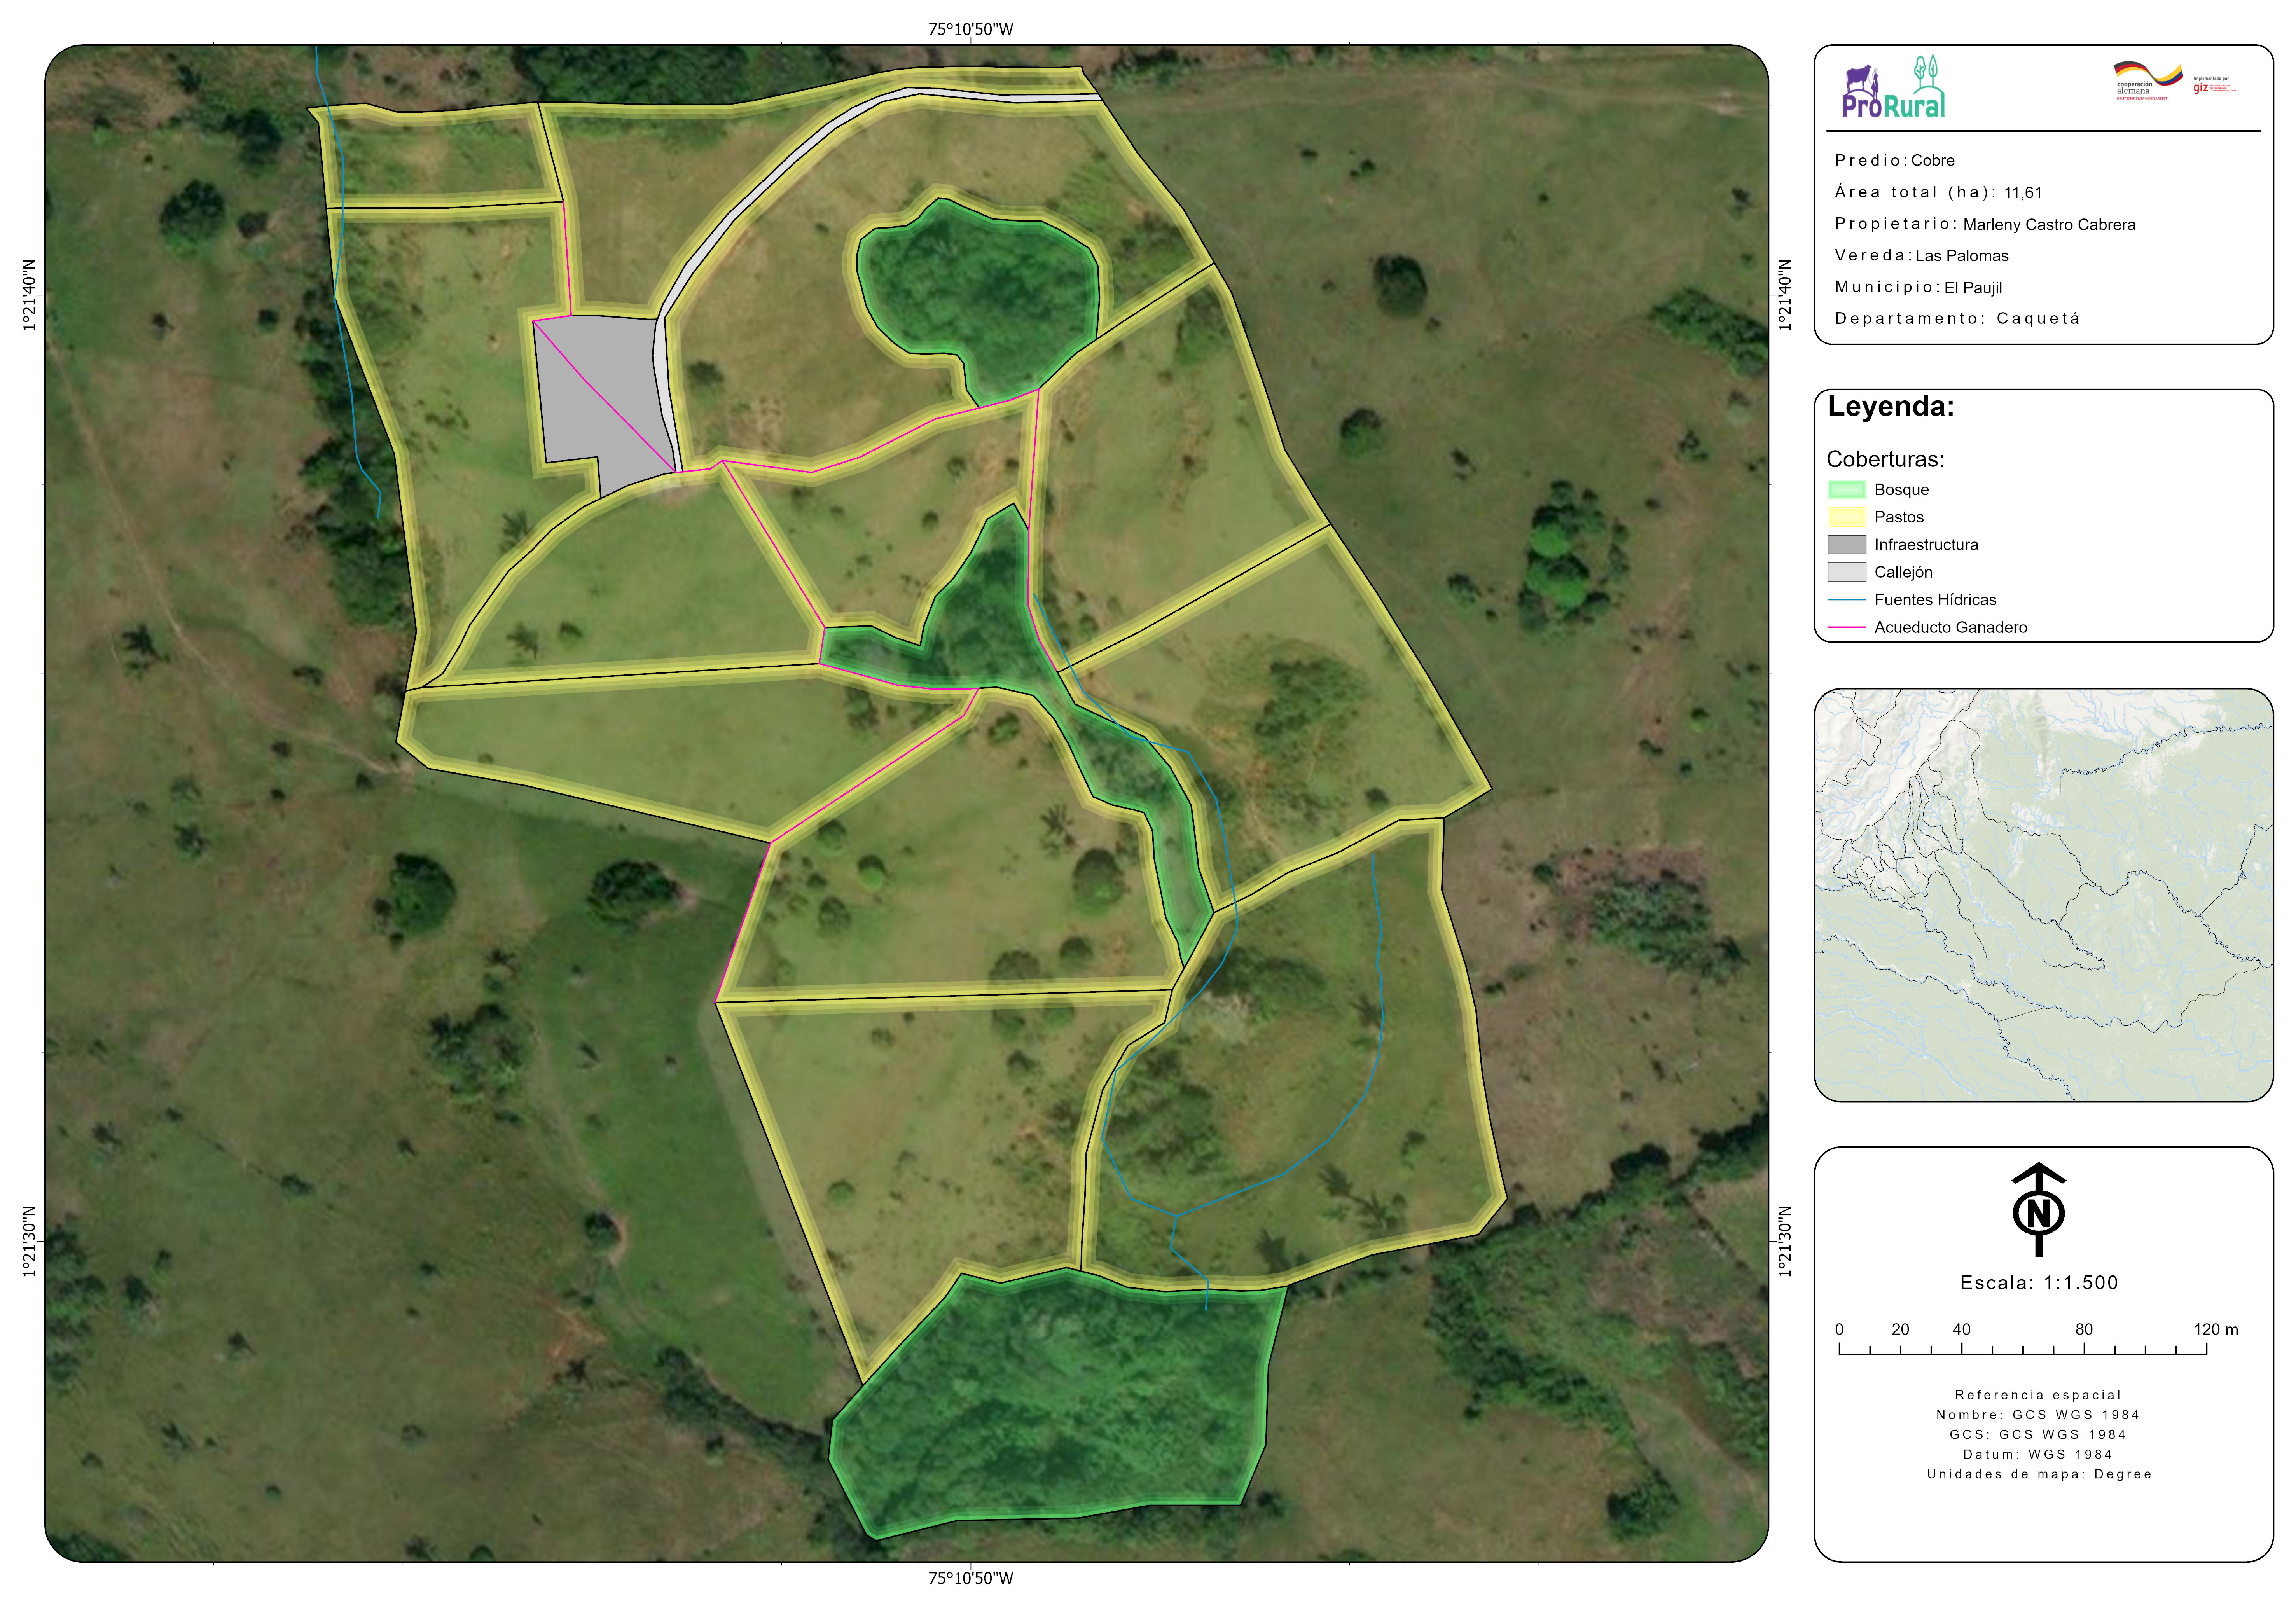 75°10'50"W
1°21'40"N
1°21'40"N
1°21'30"N
1°21'30"N
75°10'50"W
ProRural
cooperación
alemana
DEUTSCHE ZUSAMMENARBEIT
Implementada por
giz
Predio: Cobre
Área total (ha): 11,61
Propietario: Marleny Castro Cabrera
Vereda: Las Palomas
Municipio: El Paujil
Departamento: Caquetá
Leyenda:
Coberturas:
Bosque
Pastos
Infraestructura
Callejón
Fuentes Hídricas
Acueducto Ganadero
N
Escala: 1:1.500
0 20 40 80 120 m
Referencia espacial
Nombre: GCS WGS 1984
GCS: GCS WGS 1984
Datum: WGS 1984
Unidades de mapa: Degree